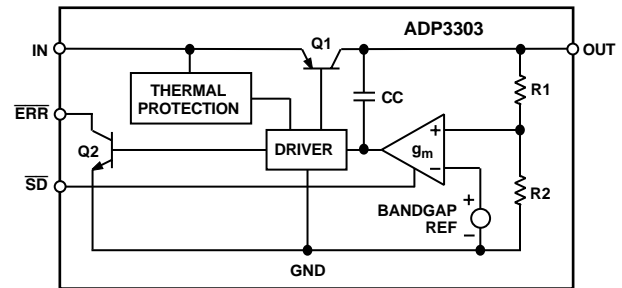 ADP3303
IN
Q1
OUT
THERMAL
PROTECTION
CC
R1
ERR
Q2
DRIVER
gm
+
−
SD
R2
BANDGAP
REF
+
−
GND